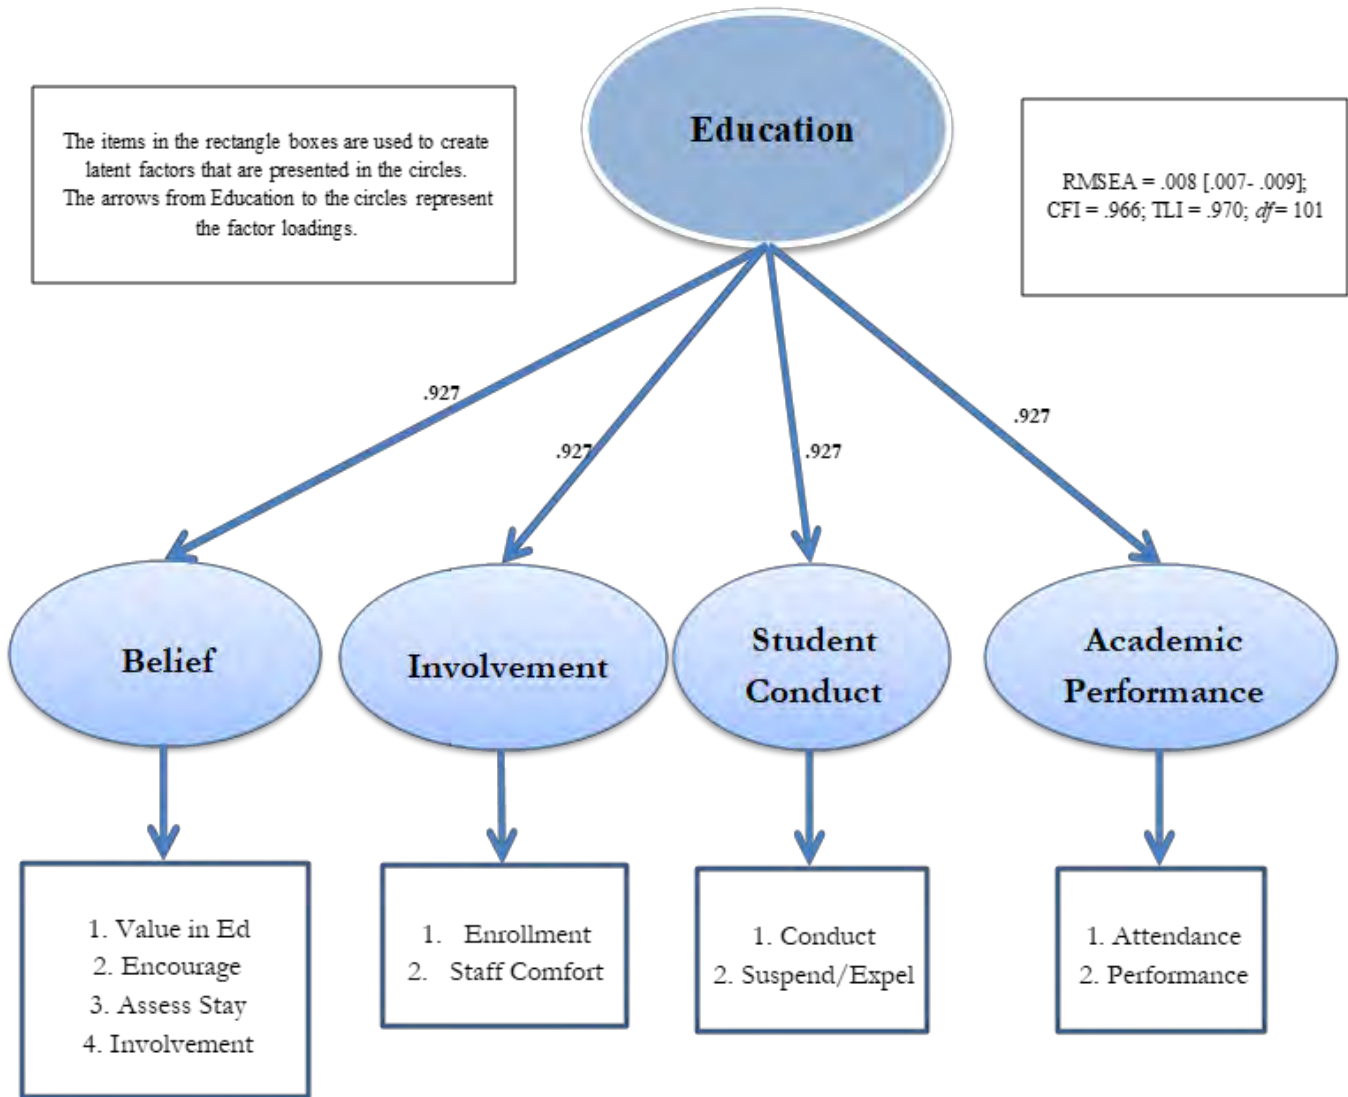 Education
The items in the rectangle boxes are used to create
latent factors that are presented in the circles.
The arrows from Education to the circles represent
the factor loadings.
RMSEA = .008 [.007- .009];
CFI = .966; TLI = .970; df= 101
.927
.927
.927
.927
Belief
Involvement
Student
Conduct
Academic
Performance
1. Value in Ed
2. Encourage
3. Assess Stay
4. Involvement
1. Enrollment
2. Staff Comfort
1. Conduct
2. Suspend/Expel
1. Attendance
2. Performance